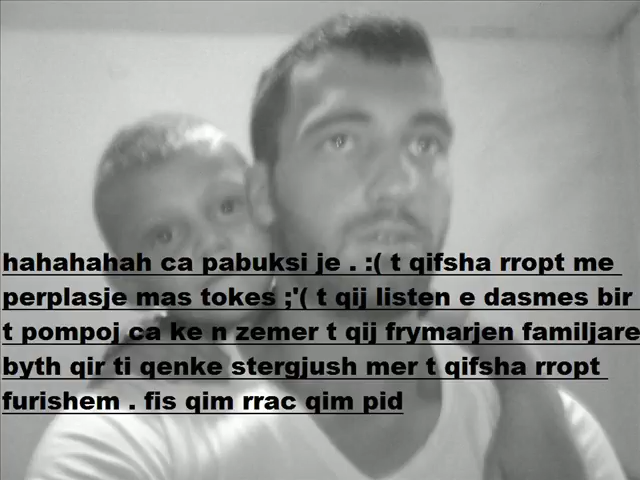 hahahahah ca pabuksi je . :( t qifsha rropt me
perplasje mas tokes ;'( t qij listen e dasmes bir
t pompoj ca ke n zemer t qij frymarjen familjare
byth qir ti qenke stergjush mer t qifsha rropt
furishem . fis qim rrac qim pid